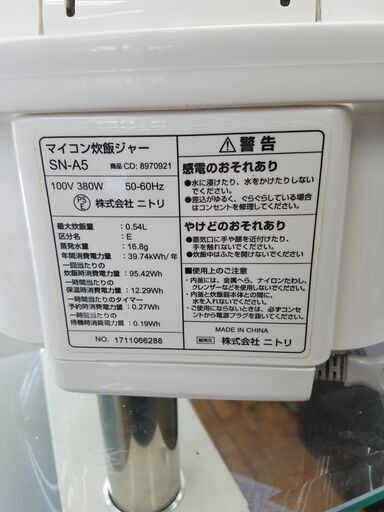 マイコン炊飯ジャー
SN-A5 商品CD: 8970921
100V 380W 50-60Hz
PSE 株式会社 ニトリ
最大炊飯量: 0.54L
区分名: E
蒸発水量: 16.8g
年間消費電力量: 39.74kWh/年
一回当たりの
炊飯時消費電力量: 95.42Wh
一時間当たりの
保温時消費電力量: 12.29Wh
一時間当たりのタイマー
予約時消費電力量: 0.27Wh
一時間当たりの
待機時消費電力量: 0.19Wh
NO. 1711066288
警告
感電のおそれあり
●水に浸けたり、水をかけたりしない
でください。
●差込がゆるく、ぐらぐらしている場合
はコンセントを修理してください。
やけどのおそれあり
●蒸気口に手や顔を近付けたり、
手を触れないでください。
●炊飯中はふたを開けないでください。
■使用上のご注意
・内釜には、金属へら、ナイロンたわし、
クレンザーなどを使用しないでください。
・内釜と炊飯器本体との間に、
水を入れないでください。
・ご使用にならないときは、必ずコンセ
ントから電源プラグを抜いてください。
MADE IN CHINA
販売元 株式会社 ニトリ